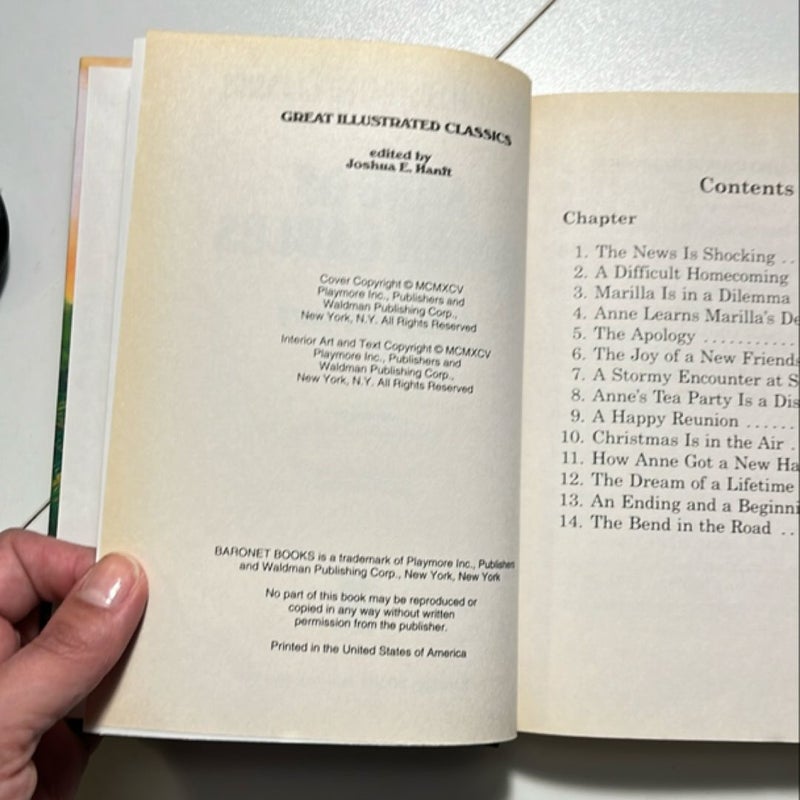 GREAT ILLUSTRATED CLASSICS
edited by
Joshua E. Hanft
Cover Copyright © MCMXCV
Playmore Inc., Publishers and
Waldman Publishing Corp.,
New York, N.Y. All Rights Reserved
Interior Art and Text Copyright © MCMXCV
Playmore Inc., Publishers and
Waldman Publishing Corp.,
New York, N.Y. All Rights Reserved
BARONET BOOKS is a trademark of Playmore Inc., Publishers
and Waldman Publishing Corp., New York, New York
No part of this book may be reproduced or
copied in any way without written
permission from the publisher.
Printed in the United States of America
Contents
Chapter
1. The News Is Shocking ..
2. A Difficult Homecoming
3. Marilla Is in a Dilemma
4. Anne Learns Marilla's De
5. The Apology ...........
6. The Joy of a New Friends
7. A Stormy Encounter at S
8. Anne's Tea Party Is a Dis
9. A Happy Reunion ......
10. Christmas Is in the Air .
11. How Anne Got a New Ha
12. The Dream of a Lifetime
13. An Ending and a Beginni
14. The Bend in the Road ..